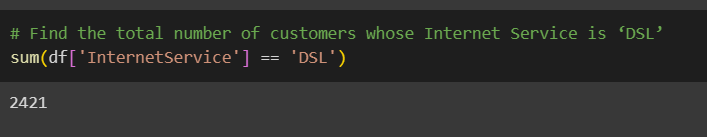 # Find the total number of customers whose Internet Service is ‘DSL’
sum(df['InternetService'] == 'DSL')
2421